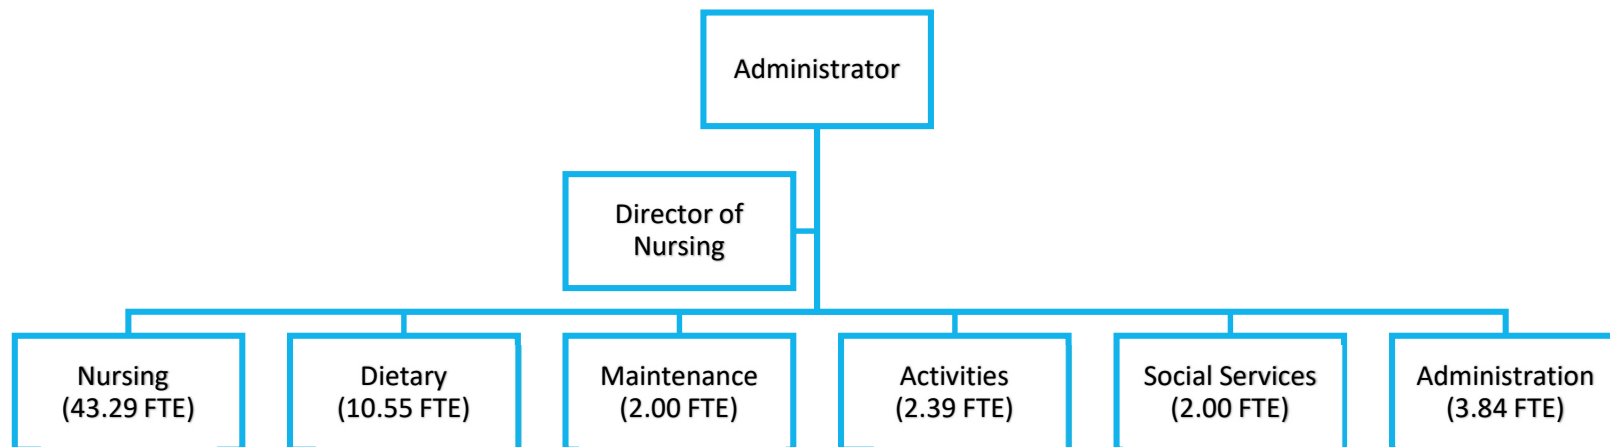 Administrator
Director of
Nursing
Nursing
(43.29 FTE)
Dietary
(10.55 FTE)
Maintenance
(2.00 FTE)
Activities
(2.39 FTE)
Social Services
(2.00 FTE)
Administration
(3.84 FTE)